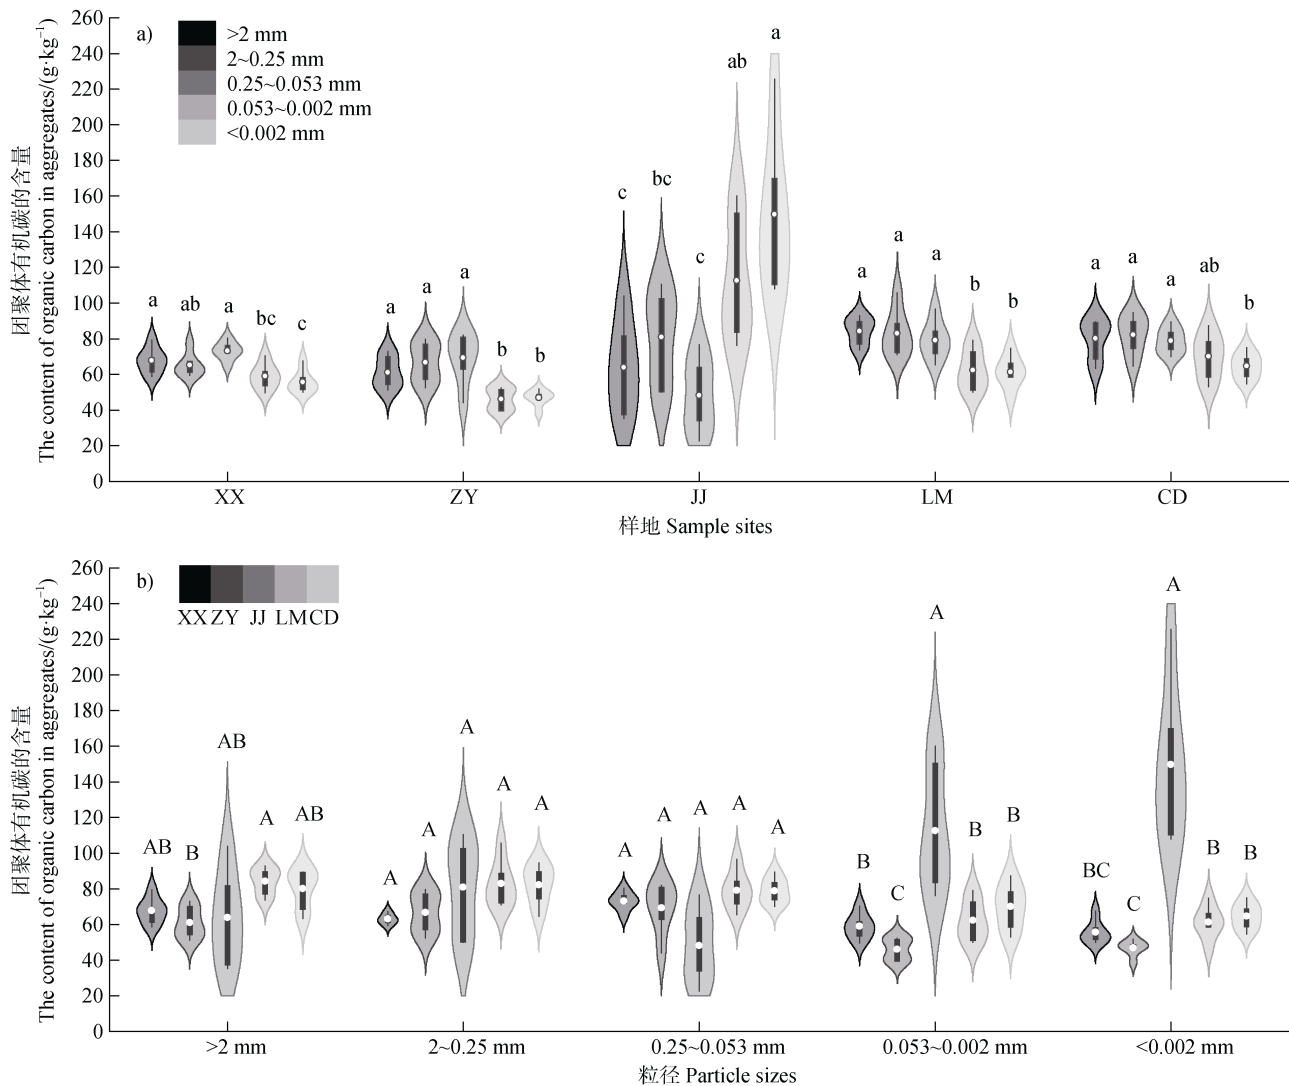 a)
>2 mm
2~0.25 mm
0.25~0.053 mm
0.053~0.002 mm
<0.002 mm
团聚体有机碳的含量
The content of organic carbon in aggregates/(g·kg⁻¹)
260
240
220
200
180
160
140
120
100
80
60
40
20
0
a ab a bc c
a a a b b
c bc c ab a
a a a b b
a a a ab b
XX ZY JJ LM CD
样地 Sample sites
b)
XX ZY JJ LM CD
团聚体有机碳的含量
The content of organic carbon in aggregates/(g·kg⁻¹)
260
240
220
200
180
160
140
120
100
80
60
40
20
0
AB B AB A AB
A A A A A
A A A A A
B C A B B
BC C A B B
>2 mm 2~0.25 mm 0.25~0.053 mm 0.053~0.002 mm <0.002 mm
粒径 Particle sizes